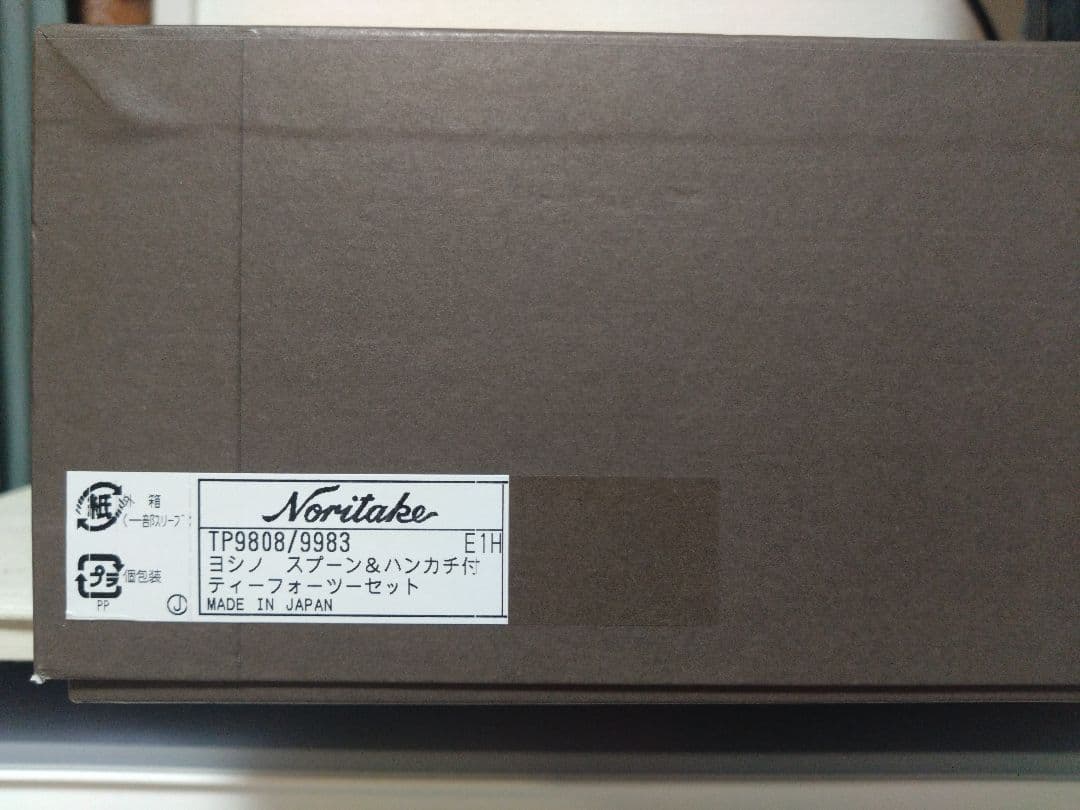 紙 外箱
(一部スリーブ)
プラ 個包装
PP
J
Noritake
TP9808/9983 E1H
ヨシノ スプーン&ハンカチ付
ティーフォーツーセット
MADE IN JAPAN